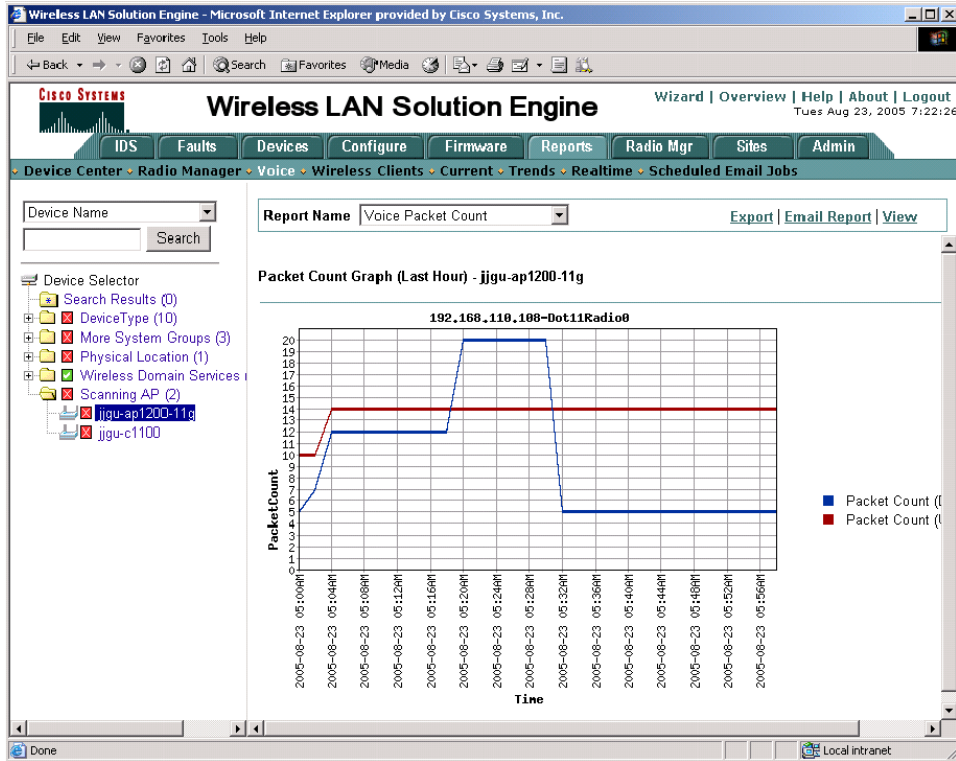 Wireless LAN Solution Engine - Microsoft Internet Explorer provided by Cisco Systems, Inc.
File Edit View Favorites Tools Help
Back Search Favorites Media
CISCO SYSTEMS
Wireless LAN Solution Engine
Wizard | Overview | Help | About | Logout
Tues Aug 23, 2005 7:22:26
IDS Faults Devices Configure Firmware Reports Radio Mgr Sites Admin
Device Center Radio Manager Voice Wireless Clients Current Trends Realtime Scheduled Email Jobs
Device Name
Search
Report Name Voice Packet Count
Export | Email Report | View
Device Selector
Search Results (0)
DeviceType (10)
More System Groups (3)
Physical Location (1)
Wireless Domain Services
Scanning AP (2)
jjgu-ap1200-11g
jjgu-c1100
Packet Count Graph (Last Hour) - jjgu-ap1200-11g
192.168.110.108-Dot11Radio0
PacketCount
20
19
18
17
16
15
14
13
12
11
10
9
8
7
6
5
4
3
2
1
0
2005-08-23 05:00AM
2005-08-23 05:04AM
2005-08-23 05:08AM
2005-08-23 05:12AM
2005-08-23 05:16AM
2005-08-23 05:20AM
2005-08-23 05:24AM
2005-08-23 05:28AM
2005-08-23 05:32AM
2005-08-23 05:36AM
2005-08-23 05:40AM
2005-08-23 05:44AM
2005-08-23 05:48AM
2005-08-23 05:52AM
2005-08-23 05:56AM
Time
Packet Count (
Packet Count (
Done
Local intranet